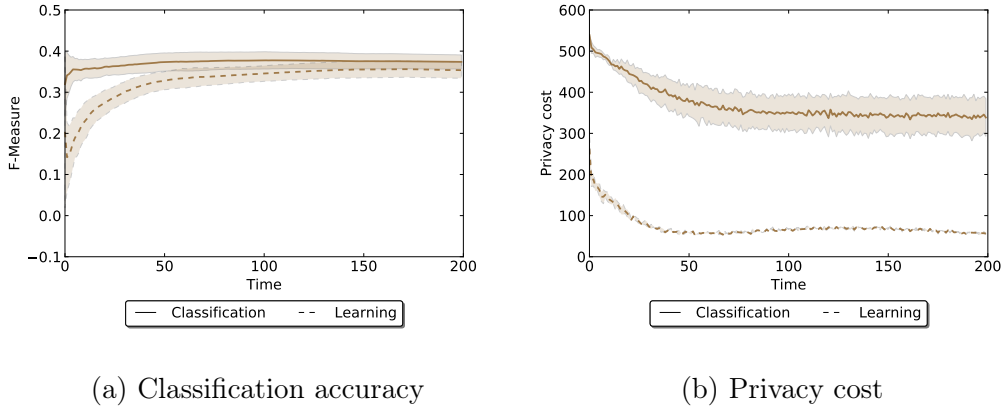 0.5
0.4
0.3
0.2
0.1
0.0
−0.1
F-Measure
0 50 100 150 200
Time
Classification Learning
(a) Classification accuracy
600
500
400
300
200
100
0
Privacy cost
0 50 100 150 200
Time
Classification Learning
(b) Privacy cost